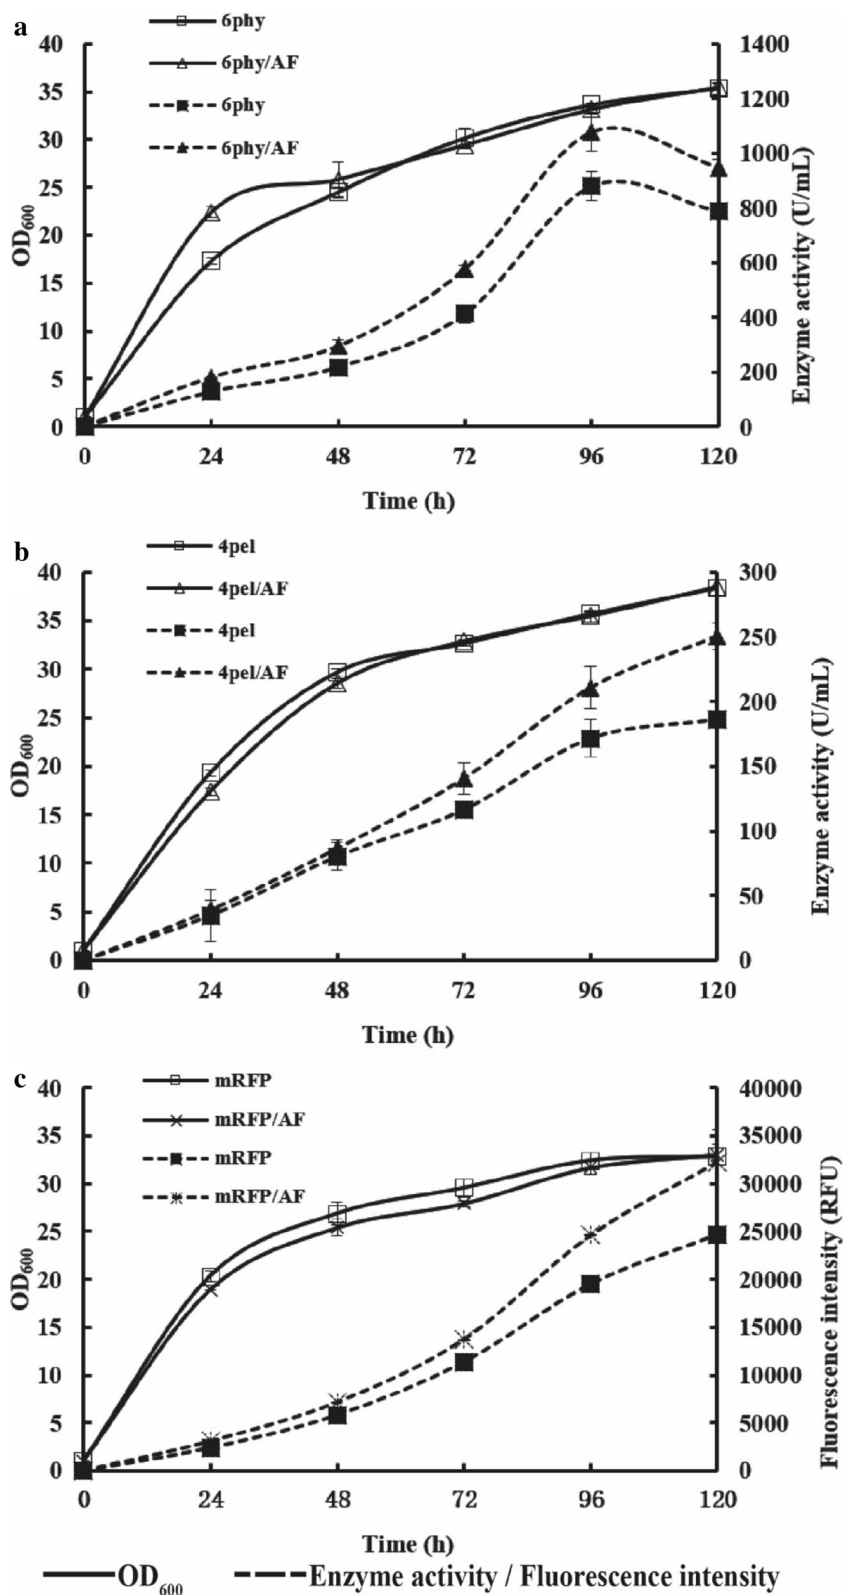 a
6phy
6phy/AF
6phy
6phy/AF
40
35
30
25
20
15
10
5
0
OD600
1400
1200
1000
800
600
400
200
0
Enzyme activity (U/mL)
0 24 48 72 96 120
Time (h)
b
4pel
4pel/AF
4pel
4pel/AF
40
35
30
25
20
15
10
5
0
OD600
300
250
200
150
100
50
0
Enzyme activity (U/mL)
0 24 48 72 96 120
Time (h)
c
mRFP
mRFP/AF
mRFP
mRFP/AF
40
35
30
25
20
15
10
5
0
OD600
40000
35000
30000
25000
20000
15000
10000
5000
0
Fluorescence intensity (RFU)
0 24 48 72 96 120
Time (h)
OD600 Enzyme activity / Fluorescence intensity